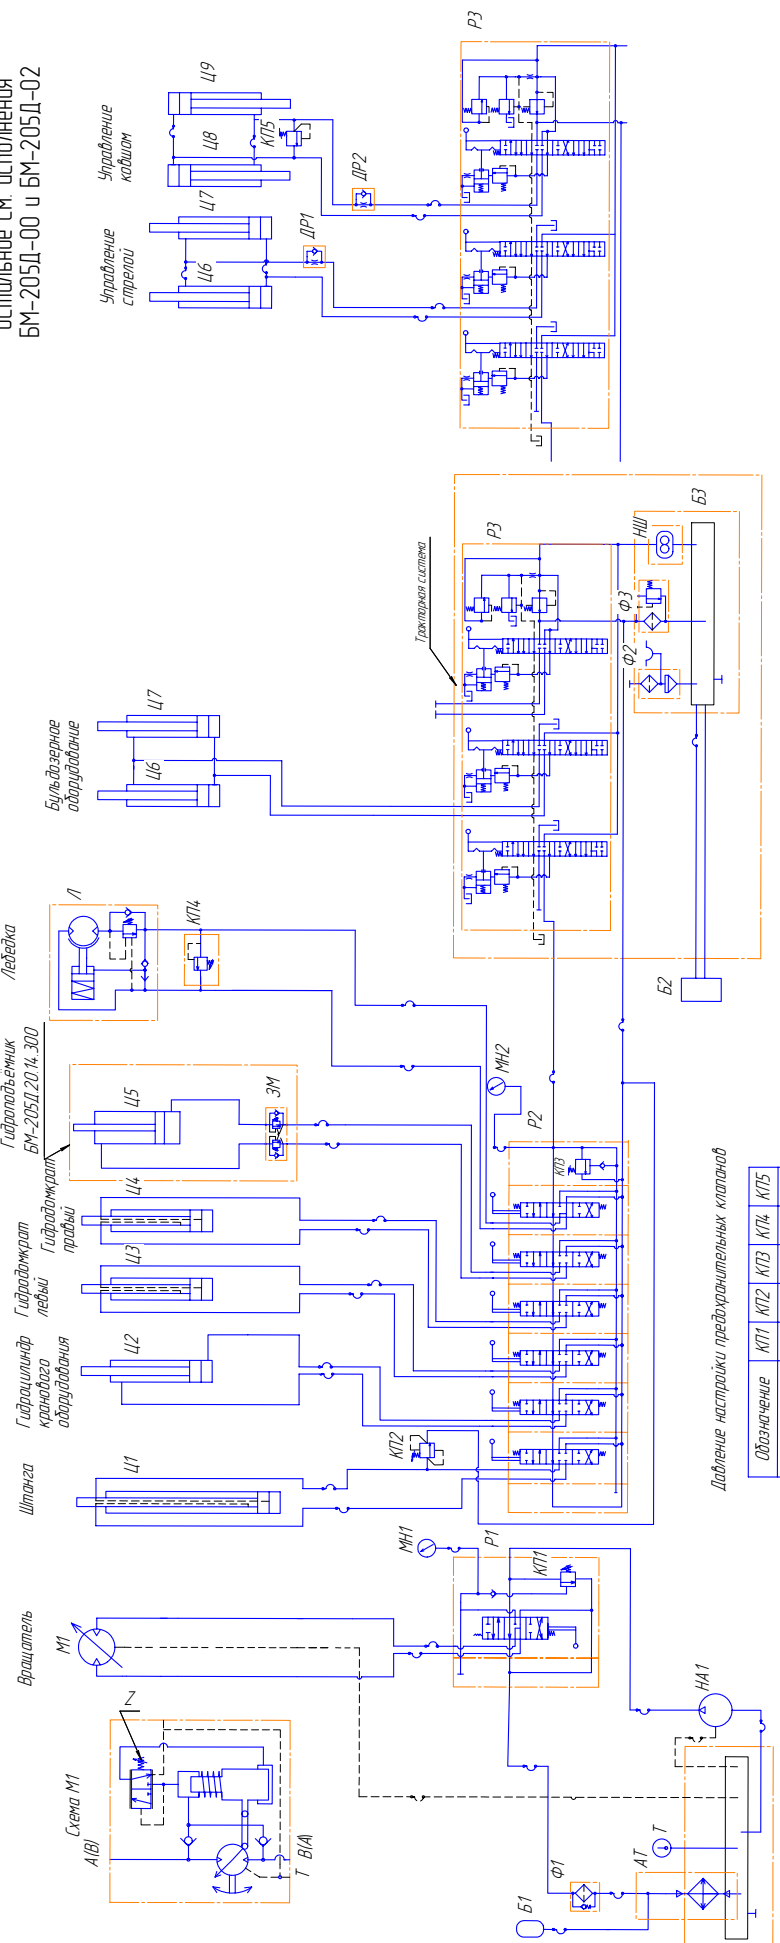 остальное см. исполнения
БМ-205Д-00 и БМ-205Д-02
Управление
ковшом
Ц9
Ц8
КП5
ДР2
Управление
стрелой
Ц7
Ц6
ДР1
Р3
Бульдозерное
оборудование
Ц7
Ц6
Тракторная система
Р3
НШ
Б3
Ф3
Ф2
Б2
Лебедка
Л
КП4
Гидроподъёмник
БМ-205Д.20.14.300
Ц5
ЗМ
МН2
Р2
КП3
Гидродомкрат
правый
Ц4
Гидродомкрат
левый
Ц3
Гидроцилиндр
кранового
оборудования
Ц2
Штанга
Ц1
КП2
МН1
Р1
КП1
Вращатель
М1
Z
Схема М1
А(В)
Т
В(А)
НА1
Т
АТ
Ф1
Б1
Давление настройки предохранительных клапанов
Обозначение КП1 КП2 КП3 КП4 КП5